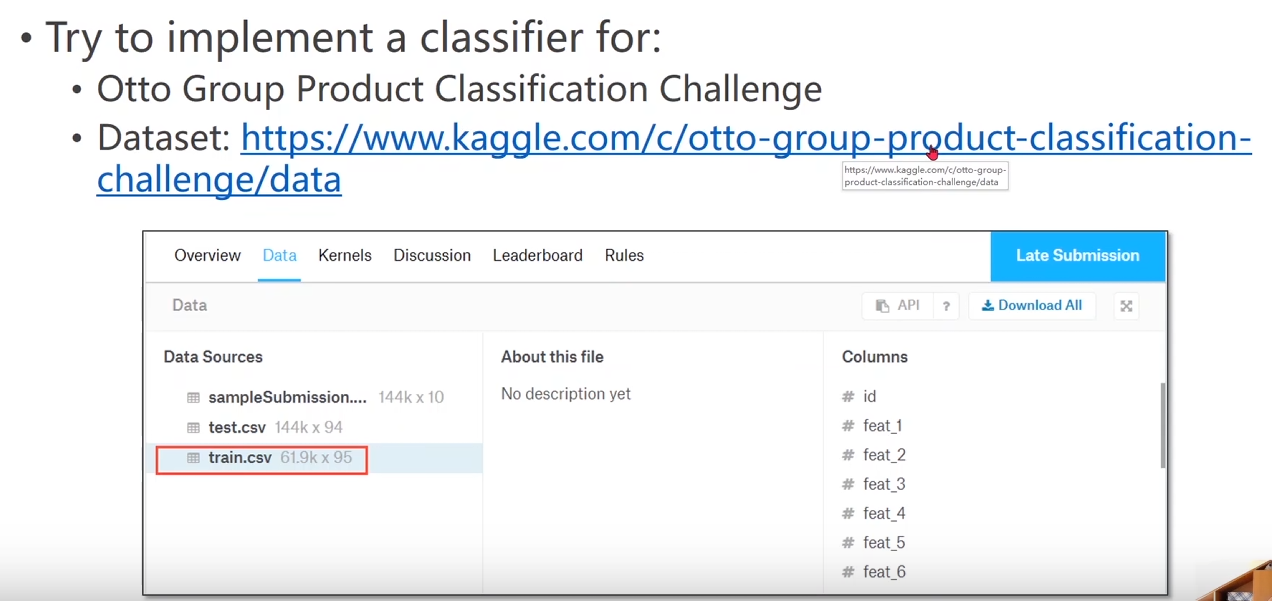 • Try to implement a classifier for:
• Otto Group Product Classification Challenge
• Dataset: https://www.kaggle.com/c/otto-group-product-classification-
challenge/data
https://www.kaggle.com/c/otto-group-
product-classification-challenge/data
Overview Data Kernels Discussion Leaderboard Rules Late Submission
Data API ? Download All
Data Sources About this file Columns
sampleSubmission.... 144k x 10 No description yet # id
test.csv 144k x 94 # feat_1
train.csv 61.9k x 95 # feat_2
# feat_3
# feat_4
# feat_5
# feat_6